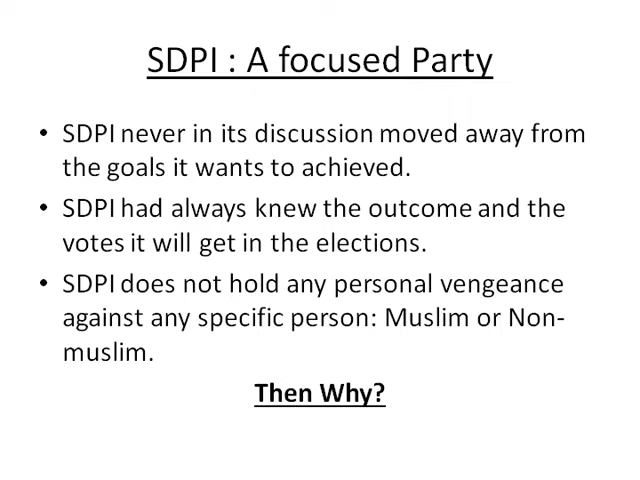 SDPI : A focused Party
• SDPI never in its discussion moved away from
the goals it wants to achieved.
• SDPI had always knew the outcome and the
votes it will get in the elections.
• SDPI does not hold any personal vengeance
against any specific person: Muslim or Non-
muslim.
Then Why?